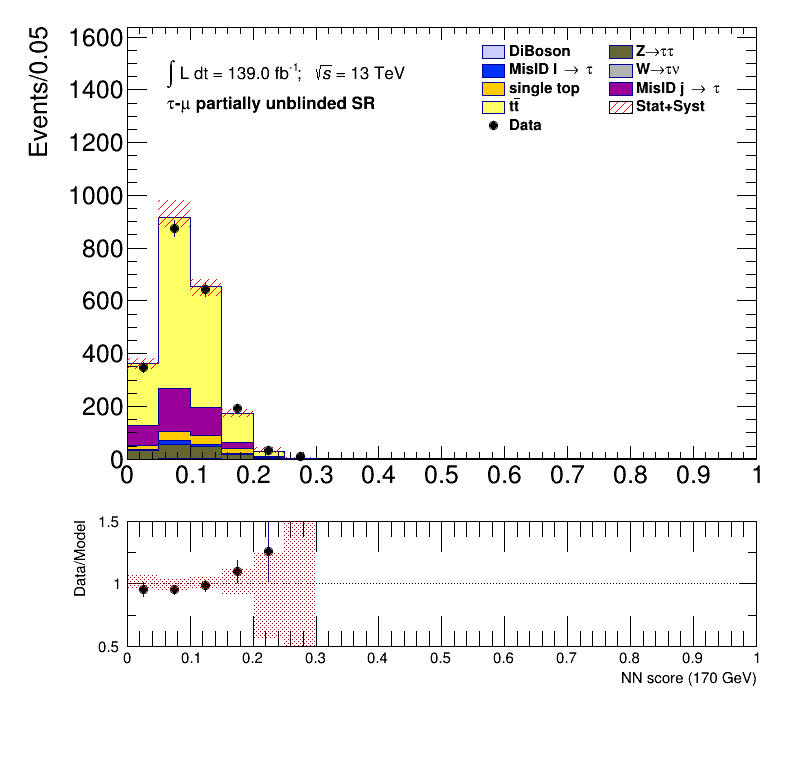 Events/0.05
1600
1400
1200
1000
800
600
400
200
0
∫ L dt = 139.0 fb⁻¹; √s = 13 TeV
τ-μ partially unblinded SR
DiBoson
Z→ττ
MisID l → τ
W→τν
single top
MisID j → τ
tt̄
Stat+Syst
Data
0 0.1 0.2 0.3 0.4 0.5 0.6 0.7 0.8 0.9 1
Data/Model
1.5
1
0.5
0 0.1 0.2 0.3 0.4 0.5 0.6 0.7 0.8 0.9 1
NN score (170 GeV)